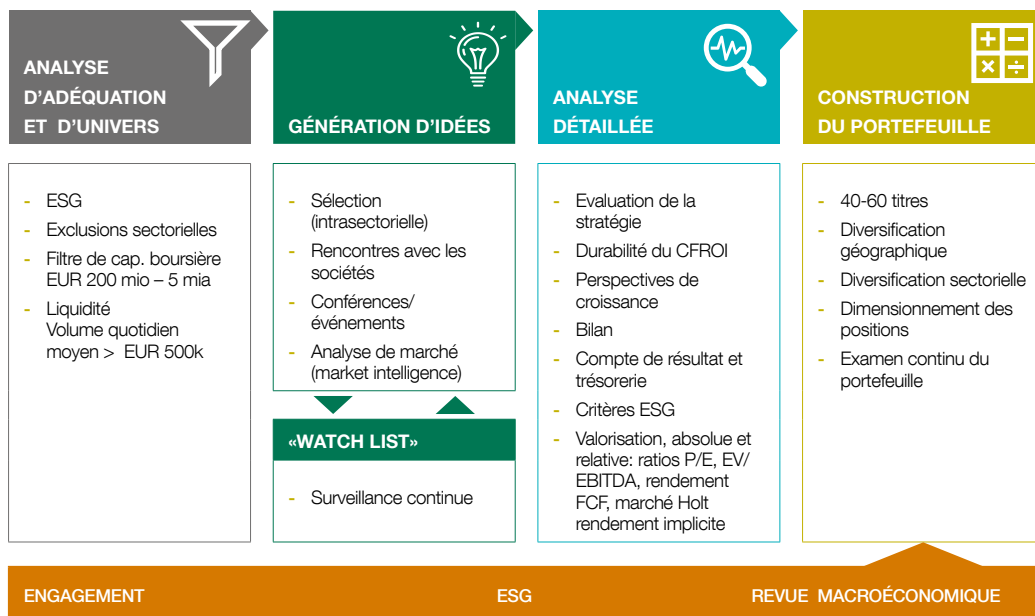 ANALYSE
D'ADÉQUATION
ET D'UNIVERS
- ESG
- Exclusions sectorielles
- Filtre de cap. boursière
EUR 200 mio – 5 mia
- Liquidité
Volume quotidien
moyen > EUR 500k
GÉNÉRATION D'IDÉES
- Sélection
(intrasectorielle)
- Rencontres avec les
sociétés
- Conférences/
événements
- Analyse de marché
(market intelligence)
«WATCH LIST»
- Surveillance continue
ANALYSE
DÉTAILLÉE
- Evaluation de la
stratégie
- Durabilité du CFROI
- Perspectives de
croissance
- Bilan
- Compte de résultat et
trésorerie
- Critères ESG
- Valorisation, absolue et
relative: ratios P/E, EV/
EBITDA, rendement
FCF, marché Holt
rendement implicite
CONSTRUCTION
DU PORTEFEUILLE
- 40-60 titres
- Diversification
géographique
- Diversification sectorielle
- Dimensionnement des
positions
- Examen continu du
portefeuille
ENGAGEMENT ESG REVUE MACROÉCONOMIQUE